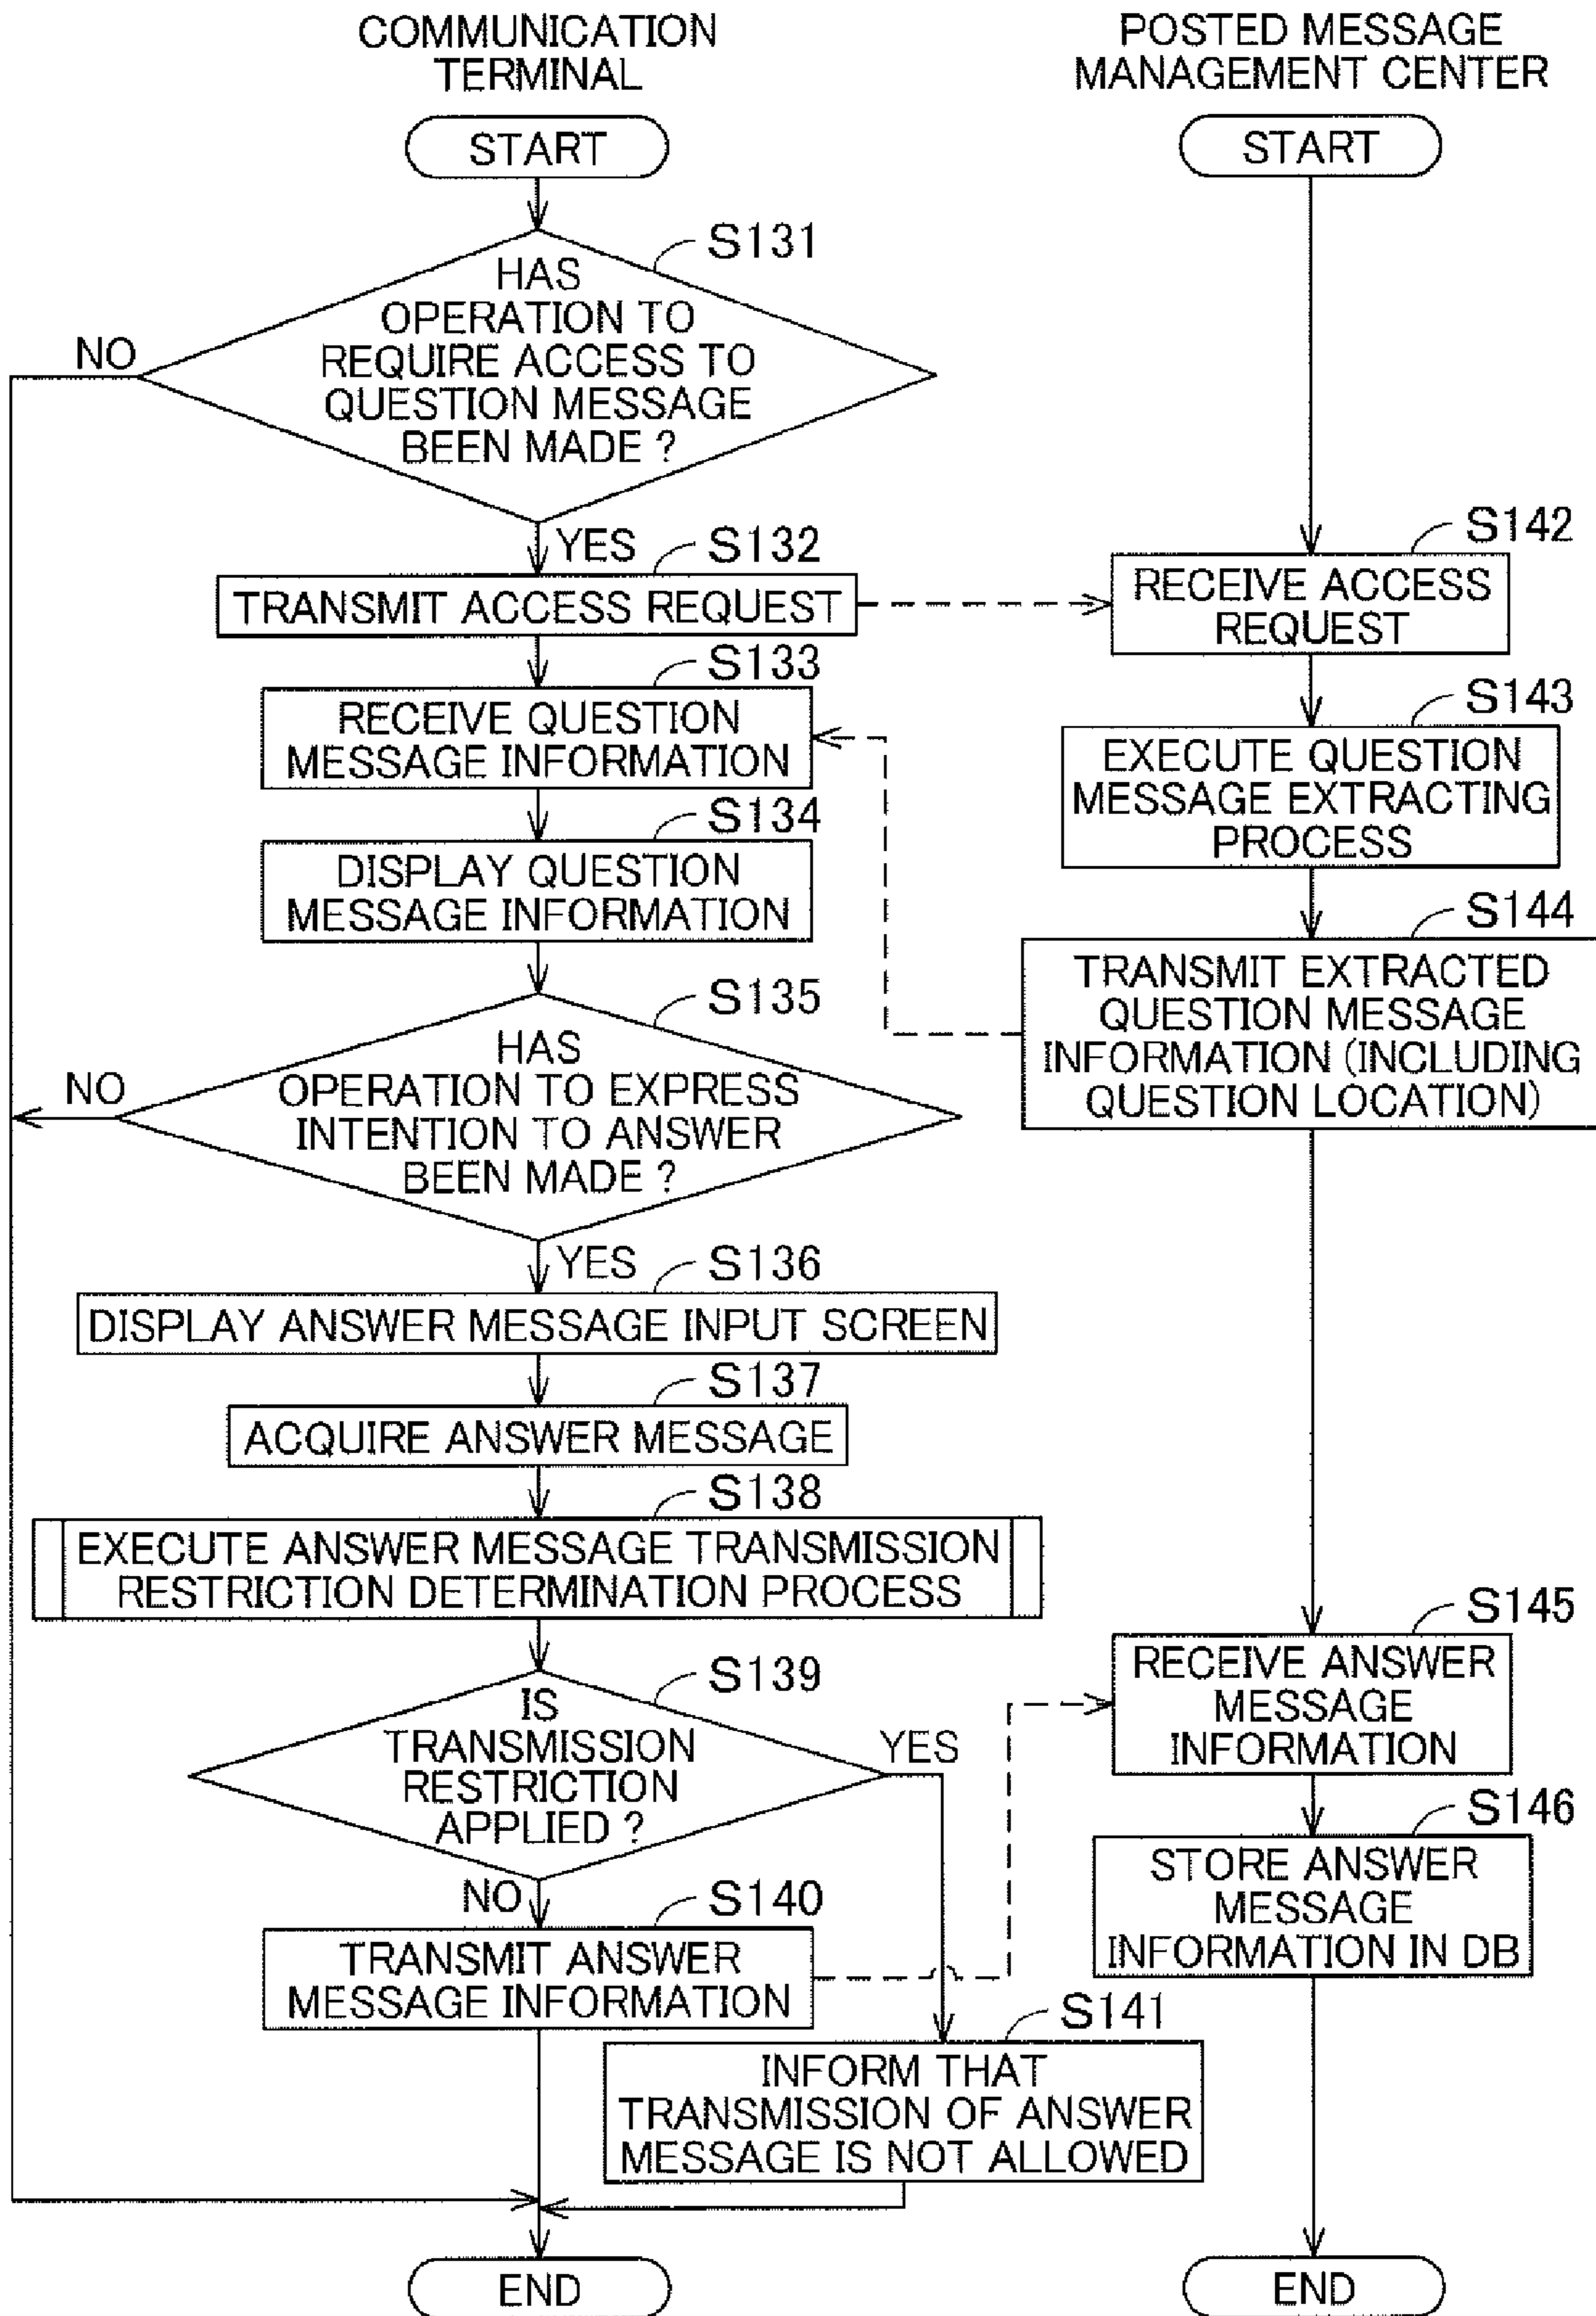 COMMUNICATION
TERMINAL
START
S131
HAS
OPERATION TO
REQUIRE ACCESS TO
QUESTION MESSAGE
BEEN MADE ?
NO
YES
S132
TRANSMIT ACCESS REQUEST
S133
RECEIVE QUESTION
MESSAGE INFORMATION
S134
DISPLAY QUESTION
MESSAGE INFORMATION
S135
HAS
OPERATION TO EXPRESS
INTENTION TO ANSWER
BEEN MADE ?
NO
YES
S136
DISPLAY ANSWER MESSAGE INPUT SCREEN
S137
ACQUIRE ANSWER MESSAGE
S138
EXECUTE ANSWER MESSAGE TRANSMISSION
RESTRICTION DETERMINATION PROCESS
S139
IS
TRANSMISSION
RESTRICTION
APPLIED ?
YES
NO
S140
TRANSMIT ANSWER
MESSAGE INFORMATION
S141
INFORM THAT
TRANSMISSION OF ANSWER
MESSAGE IS NOT ALLOWED
END
POSTED MESSAGE
MANAGEMENT CENTER
START
S142
RECEIVE ACCESS
REQUEST
S143
EXECUTE QUESTION
MESSAGE EXTRACTING
PROCESS
S144
TRANSMIT EXTRACTED
QUESTION MESSAGE
INFORMATION (INCLUDING
QUESTION LOCATION)
S145
RECEIVE ANSWER
MESSAGE
INFORMATION
S146
STORE ANSWER
MESSAGE
INFORMATION IN DB
END